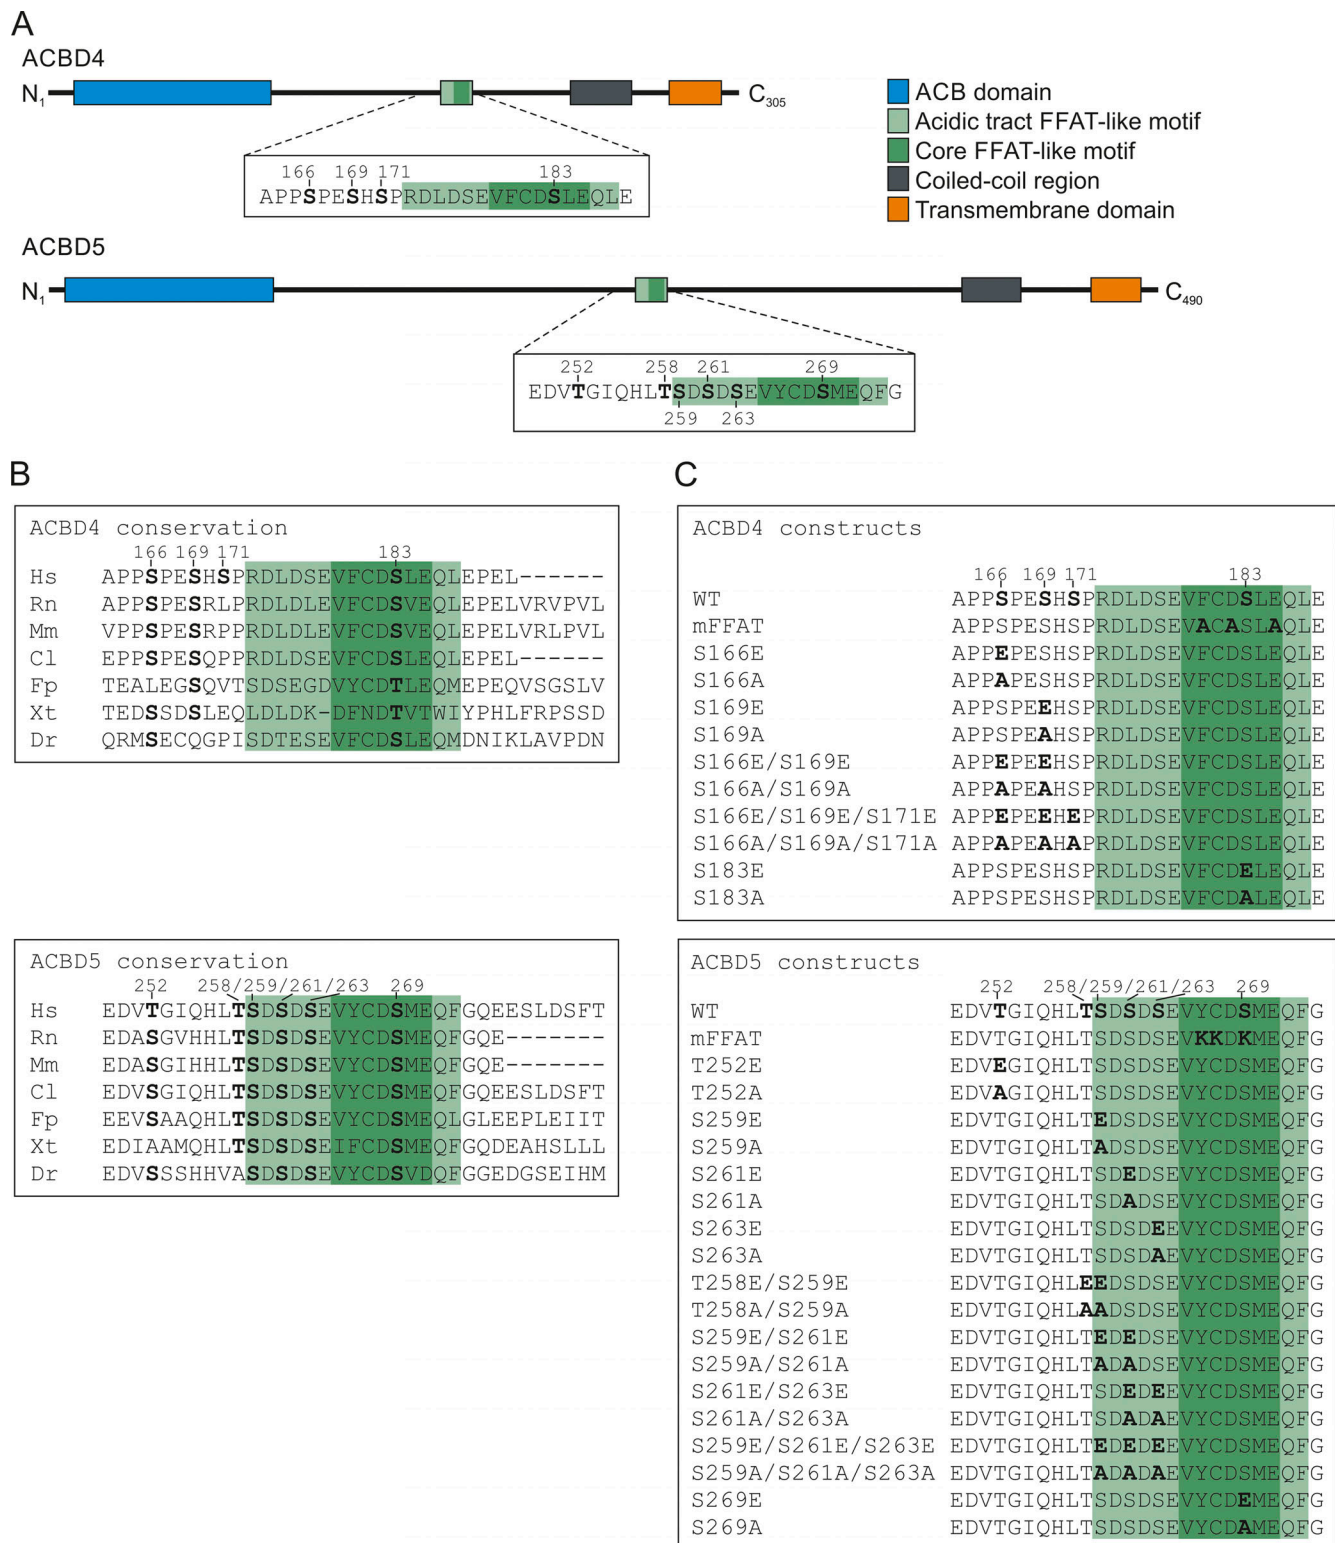 A
ACBD4
N1
C305
ACB domain
Acidic tract FFAT-like motif
Core FFAT-like motif
Coiled-coil region
Transmembrane domain
166 169 171 183
APPSPESHSPRDLDSEVFCDSLEQLE
ACBD5
N1
C490
252 258 261 269
EDVTGIQHLTSDSDSEVYCDSMEQFG
259 263
B
ACBD4 conservation
166 169 171 183
Hs APPSPESHSPRDLDSEVFCDSLEQLEPEL------
Rn APPSPESRLPRDLDLEVFCDSVEQLEPELVRVPVL
Mm VPPSPESRPPRDLDLEVFCDSVEQLEPELVRLPVL
Cl EPPSPESQPPRDLDSEVFCDSLEQLEPEL------
Fp TEALEGSQVTSDSEGDVYCDTLEQMEPEQVSGSLV
Xt TEDSSDSLEQLDLDK-DFNDTVTWIYPHLFRPSSD
Dr QRMSECQGPISDTESEVFCDSLEQMDNIKLAVPDN
ACBD5 conservation
252 258/259/261/263 269
Hs EDVTGIQHLTSDSDSEVYCDSMEQFGQEESLDSFT
Rn EDASGVHHLTSDSDSEVYCDSMEQFGQE-------
Mm EDASGIHHLTSDSDSEVYCDSMEQFGQE-------
Cl EDVSGIQHLTSDSDSEVYCDSMEQFGQEESLDSFT
Fp EEVSAAQHLTSDSDSEVYCDSMEQLGLEEPLEIIT
Xt EDIAAMQHLTSDSDSEIFCDSMEQFGQDEAHSLLL
Dr EDVSSSHHVASDSDSEVYCDSVDQFGGEDGSEIHM
C
ACBD4 constructs
166 169 171 183
WT APPSPESHSPRDLDSEVFCDSLEQLE
mFFAT APPSPESHSPRDLDSEVACASLAQLE
S166E APPEPESHSPRDLDSEVFCDSLEQLE
S166A APPAPESHSPRDLDSEVFCDSLEQLE
S169E APPSPEEHSPRDLDSEVFCDSLEQLE
S169A APPSPEAHSPRDLDSEVFCDSLEQLE
S166E/S169E APPEPEEHSPRDLDSEVFCDSLEQLE
S166A/S169A APPAPEAHSPRDLDSEVFCDSLEQLE
S166E/S169E/S171E APPEPEEHEPRDLDSEVFCDSLEQLE
S166A/S169A/S171A APPAPEAHAPRDLDSEVFCDSLEQLE
S183E APPSPESHSPRDLDSEVFCDELEQLE
S183A APPSPESHSPRDLDSEVFCDALEQLE
ACBD5 constructs
252 258/259/261/263 269
WT EDVTGIQHLTSDSDSEVYCDSMEQFG
mFFAT EDVTGIQHLTSDSDSEVKKDKMEQFG
T252E EDVEGIQHLTSDSDSEVYCDSMEQFG
T252A EDVAGIQHLTSDSDSEVYCDSMEQFG
S259E EDVTGIQHLTEDSDSEVYCDSMEQFG
S259A EDVTGIQHLTADSDSEVYCDSMEQFG
S261E EDVTGIQHLTSDEDSEVYCDSMEQFG
S261A EDVTGIQHLTSDADSEVYCDSMEQFG
S263E EDVTGIQHLTSDSDEEVYCDSMEQFG
S263A EDVTGIQHLTSDSDAEVYCDSMEQFG
T258E/S259E EDVTGIQHLEEDSDSEVYCDSMEQFG
T258A/S259A EDVTGIQHLAADSDSEVYCDSMEQFG
S259E/S261E EDVTGIQHLTEDEDSEVYCDSMEQFG
S259A/S261A EDVTGIQHLTADADSEVYCDSMEQFG
S261E/S263E EDVTGIQHLTSDEDEEVYCDSMEQFG
S261A/S263A EDVTGIQHLTSDADAEVYCDSMEQFG
S259E/S261E/S263E EDVTGIQHLTEDEDEEVYCDSMEQFG
S259A/S261A/S263A EDVTGIQHLTADADAEVYCDSMEQFG
S269E EDVTGIQHLTSDSDSEVYCDEMEQFG
S269A EDVTGIQHLTSDSDSEVYCDAMEQFG